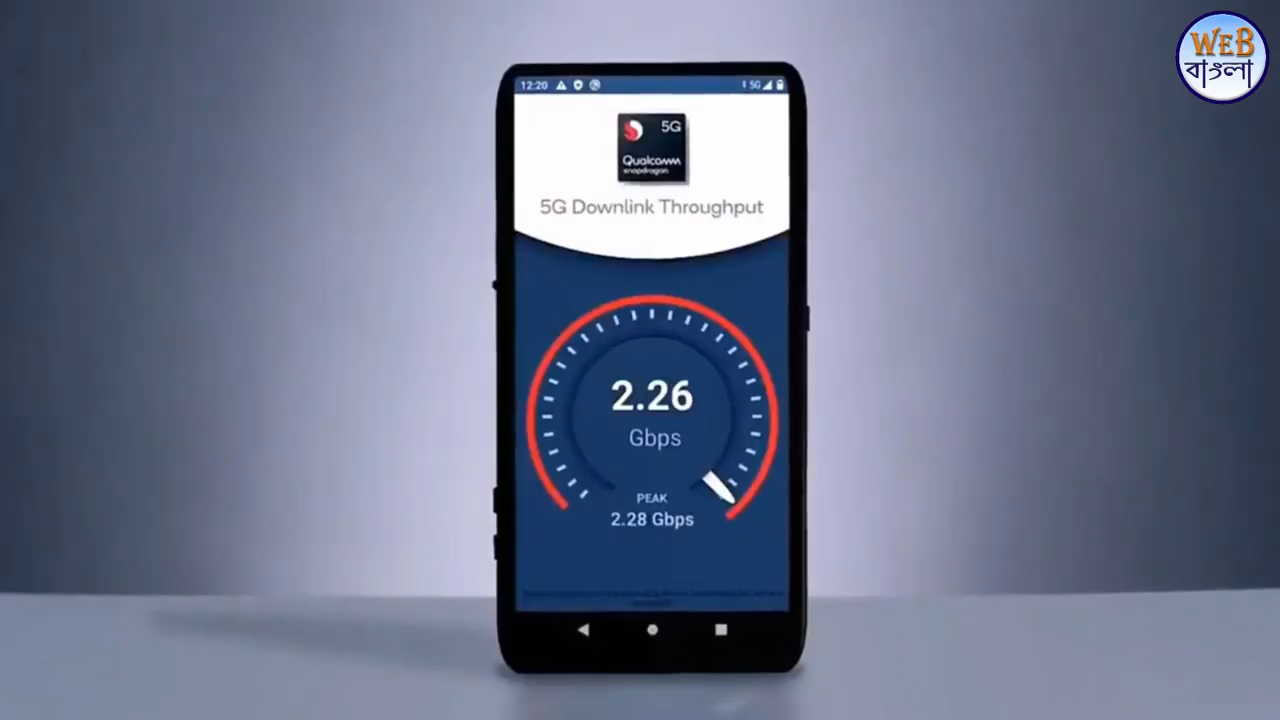 WEB
বাংলা
12:20
5G
5G
Qualcomm
snapdragon
5G Downlink Throughput
2.26
Gbps
PEAK
2.28 Gbps